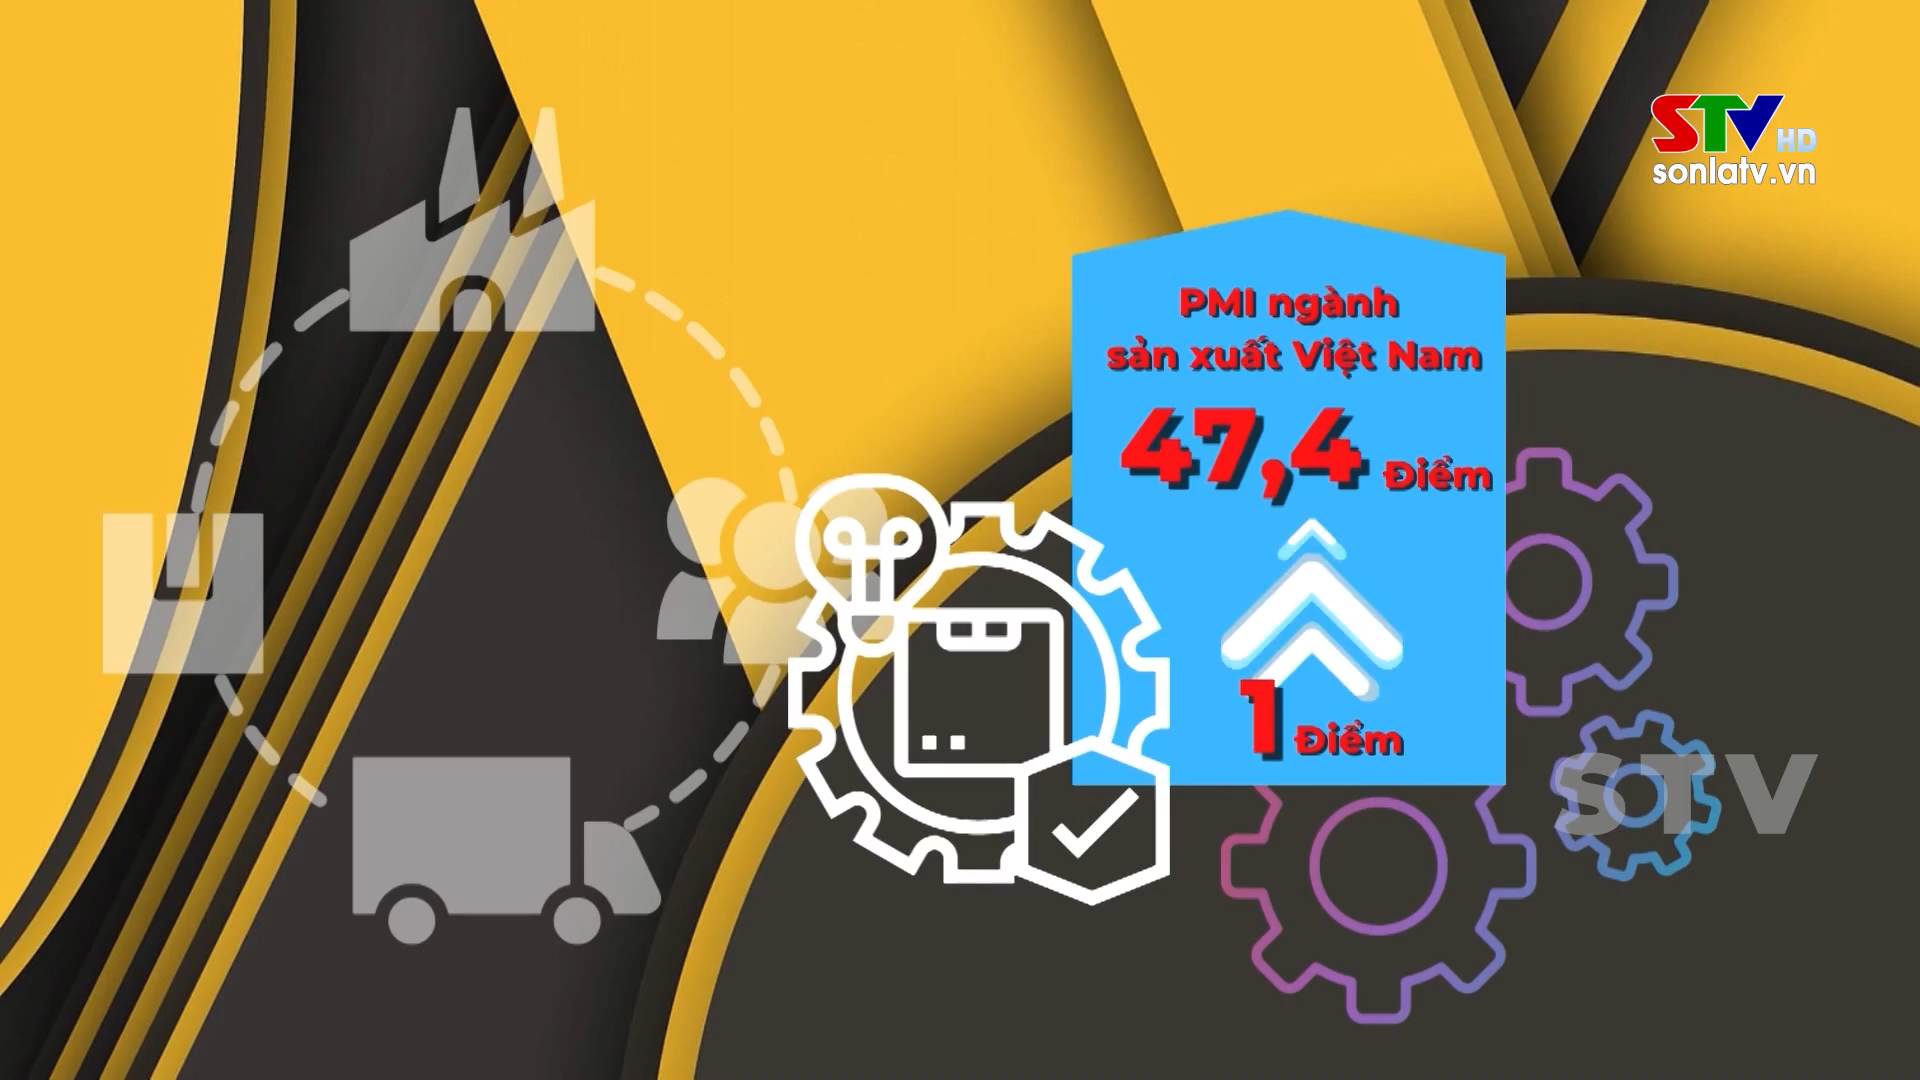 STV HD
sonlatv.vn
PMI ngành
sản xuất Việt Nam
47,4 Điểm
1 Điểm
STV